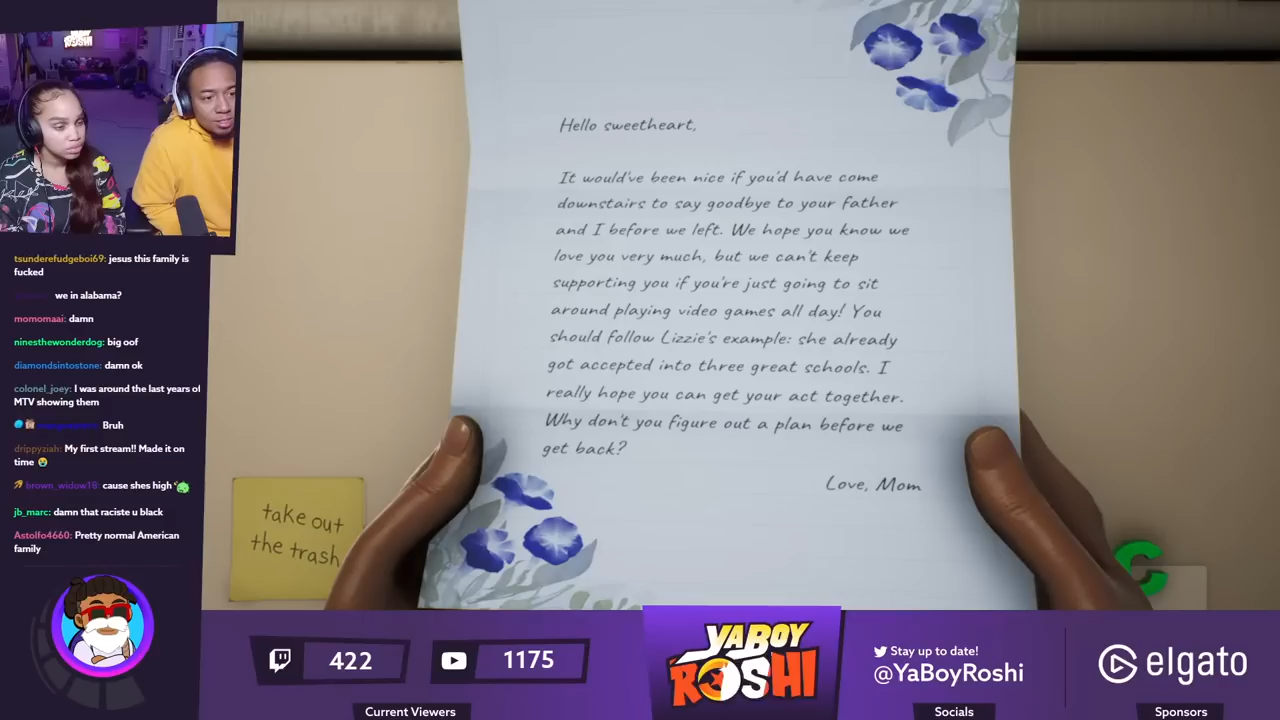 YABOY
ROSHI
tsunderefudgeboi69: jesus this family is
fucked
we in alabama?
momomaai: damn
ninesthewonderdog: big oof
diamondsintostone: damn ok
colonel_joey: I was around the last years of
MTV showing them
Bruh
drippyziah: My first stream!! Made it on
time 😭
brown_widow18: cause shes high
jb_marc: damn that raciste u black
Astolfo4660: Pretty normal American
family
Hello sweetheart,
It would've been nice if you'd have come
downstairs to say goodbye to your father
and I before we left. We hope you know we
love you very much, but we can't keep
supporting you if you're just going to sit
around playing video games all day! You
should follow Lizzie's example: she already
got accepted into three great schools. I
really hope you can get your act together.
Why don't you figure out a plan before we
get back?
Love, Mom
take out
the trash
422
1175
Current Viewers
YABOY
ROSHI
Stay up to date!
@YaBoyRoshi
Socials
elgato
Sponsors